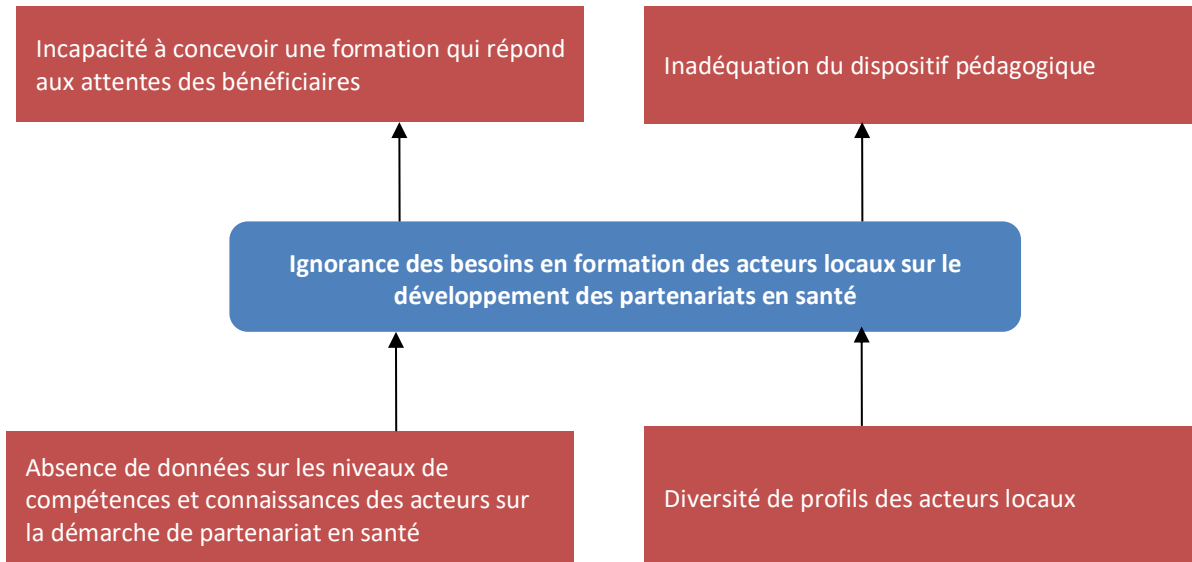 Incapacité à concevoir une formation qui répond
aux attentes des bénéficiaires
Inadéquation du dispositif pédagogique
Ignorance des besoins en formation des acteurs locaux sur le
développement des partenariats en santé
Absence de données sur les niveaux de
compétences et connaissances des acteurs sur
la démarche de partenariat en santé
Diversité de profils des acteurs locaux